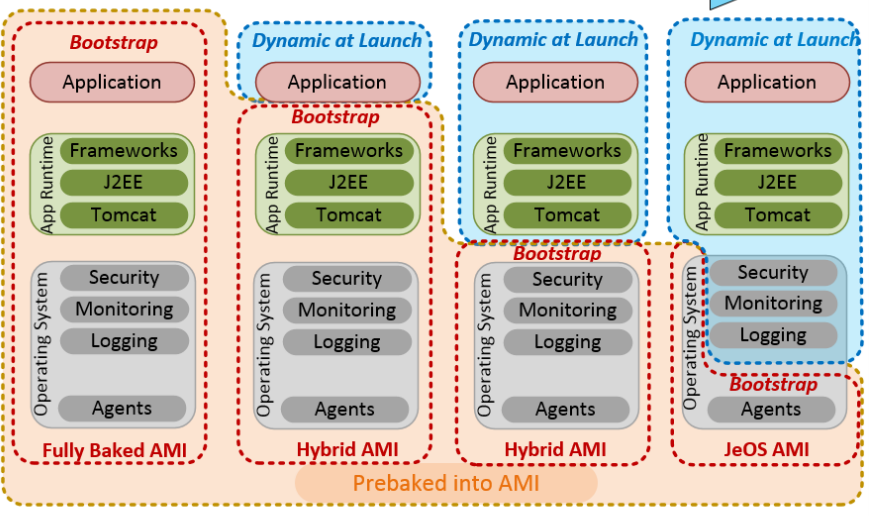 Bootstrap
Application
App Runtime
Frameworks
J2EE
Tomcat
Operating System
Security
Monitoring
Logging
Agents
Fully Baked AMI
Dynamic at Launch
Application
Bootstrap
App Runtime
Frameworks
J2EE
Tomcat
Operating System
Security
Monitoring
Logging
Agents
Hybrid AMI
Dynamic at Launch
Application
App Runtime
Frameworks
J2EE
Tomcat
Bootstrap
Operating System
Security
Monitoring
Logging
Agents
Hybrid AMI
Dynamic at Launch
Application
App Runtime
Frameworks
J2EE
Tomcat
Operating System
Security
Monitoring
Logging
Bootstrap
Agents
JeOS AMI
Prebaked into AMI